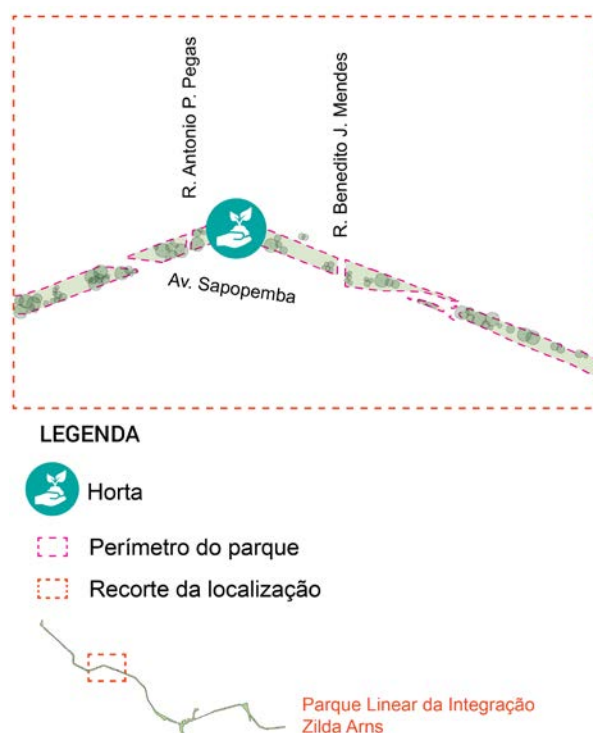 R. Antonio P. Pegas
R. Benedito J. Mendes
Av. Sapopemba
LEGENDA
Horta
Perímetro do parque
Recorte da localização
Parque Linear da Integração
Zilda Arns